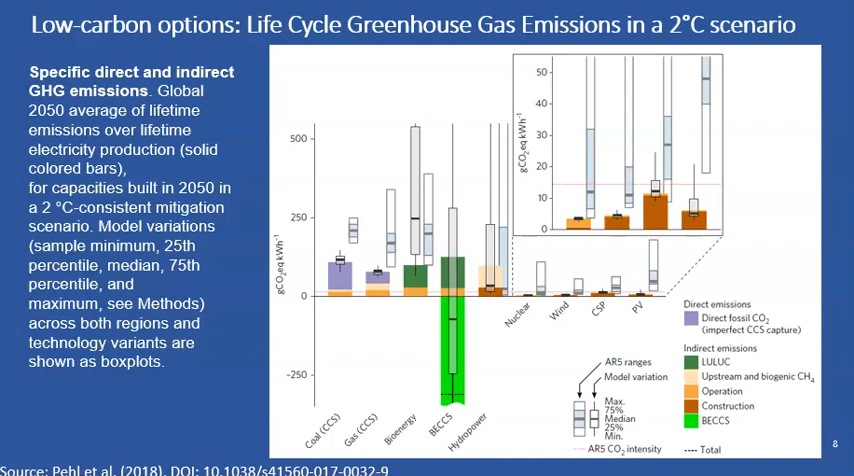 Low-carbon options: Life Cycle Greenhouse Gas Emissions in a 2°C scenario
Specific direct and indirect
GHG emissions. Global
2050 average of lifetime
emissions over lifetime
electricity production (solid
colored bars),
for capacities built in 2050 in
a 2 °C-consistent mitigation
scenario. Model variations
(sample minimum, 25th
percentile, median, 75th
percentile, and
maximum, see Methods)
across both regions and
technology variants are
shown as boxplots.
gCO2eq kWh-1
500
250
0
-250
Coal (CCS)
Gas (CCS)
Bioenergy
BECCS
Hydropower
gCO2eq kWh-1
50
40
30
20
10
0
Nuclear
Wind
CSP
PV
Direct emissions
Direct fossil CO2
(imperfect CCS capture)
Indirect emissions
LULUC
Upstream and biogenic CH4
Operation
Construction
BECCS
Total
AR5 ranges
Model variation
Max.
75%
Median
25%
Min.
AR5 CO2 intensity
8
Source: Pehl et al. (2018). DOI: 10.1038/s41560-017-0032-9